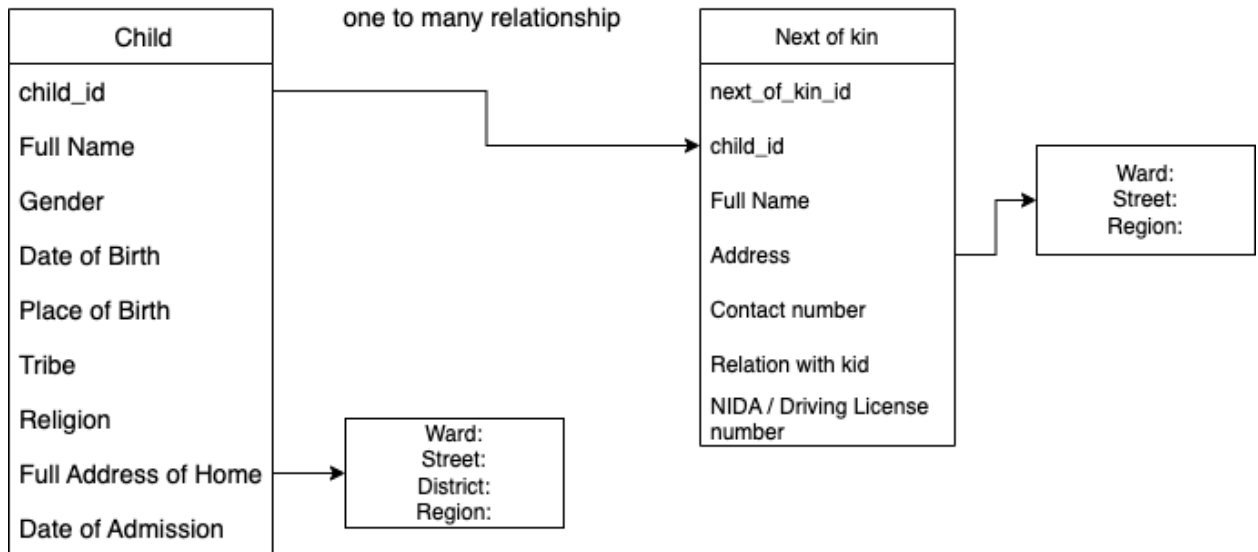 one to many relationship
Child
child_id
Full Name
Gender
Date of Birth
Place of Birth
Tribe
Religion
Full Address of Home
Date of Admission
Ward:
Street:
District:
Region:
Next of kin
next_of_kin_id
child_id
Full Name
Address
Contact number
Relation with kid
NIDA / Driving License
number
Ward:
Street:
Region: